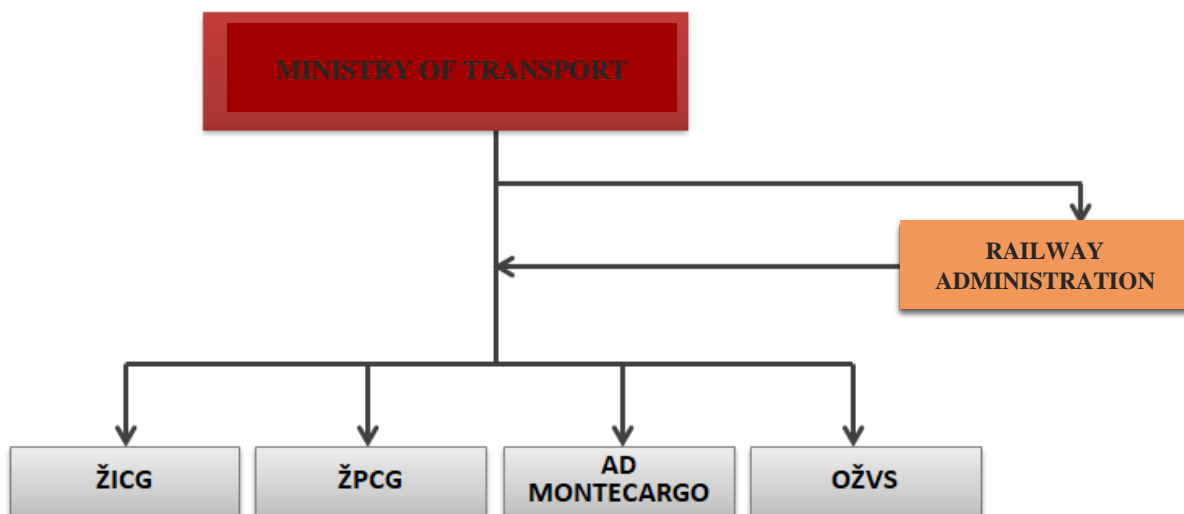 MINISTRY OF TRANSPORT
RAILWAY
ADMINISTRATION
ŽICG
ŽPCG
AD
MONTECARGO
OŽVS